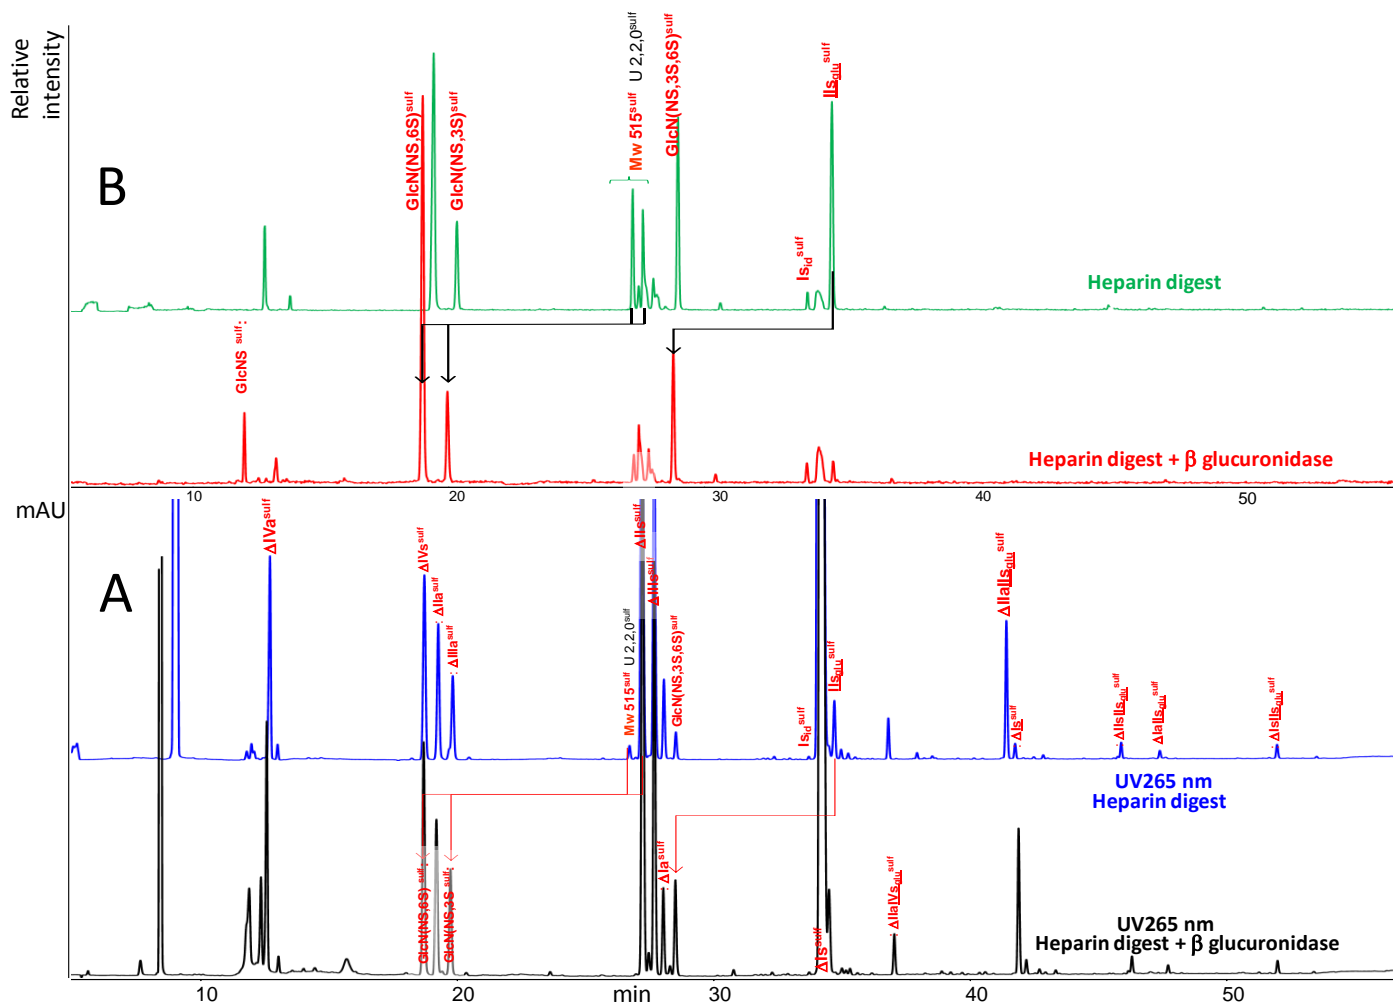 Relative
intensity
B
GlcN(NS,6S)sulf
GlcN(NS,3S)sulf
Mw 515sulf
U 2,2,0sulf
GlcN(NS,3S,6S)sulf
Isidsulf
IIsglusulf
Heparin digest
GlcNS sulf:
Heparin digest + β glucuronidase
10 20 30 40 50
mAU
A
ΔIVasulf
ΔIVssulf
ΔIIasulf
ΔIIIasulf
Mw 515sulf
U 2,2,0sulf
ΔIIssulf
ΔIIIssulf
GlcN(NS,3S,6S)sulf
Isidsulf
IIsglusulf
ΔIIaIIsglusulf
ΔIssulf
ΔIIsIIsglusulf
ΔIaIIsglusulf
ΔIsIIsglusulf
UV265 nm
Heparin digest
GlcN(NS,6S)sulf:
GlcN(NS,3Ssulf:
ΔIasulf
ΔIssulf
ΔIIaIVsglusulf
UV265 nm
Heparin digest + β glucuronidase
10 20 min 30 40 50